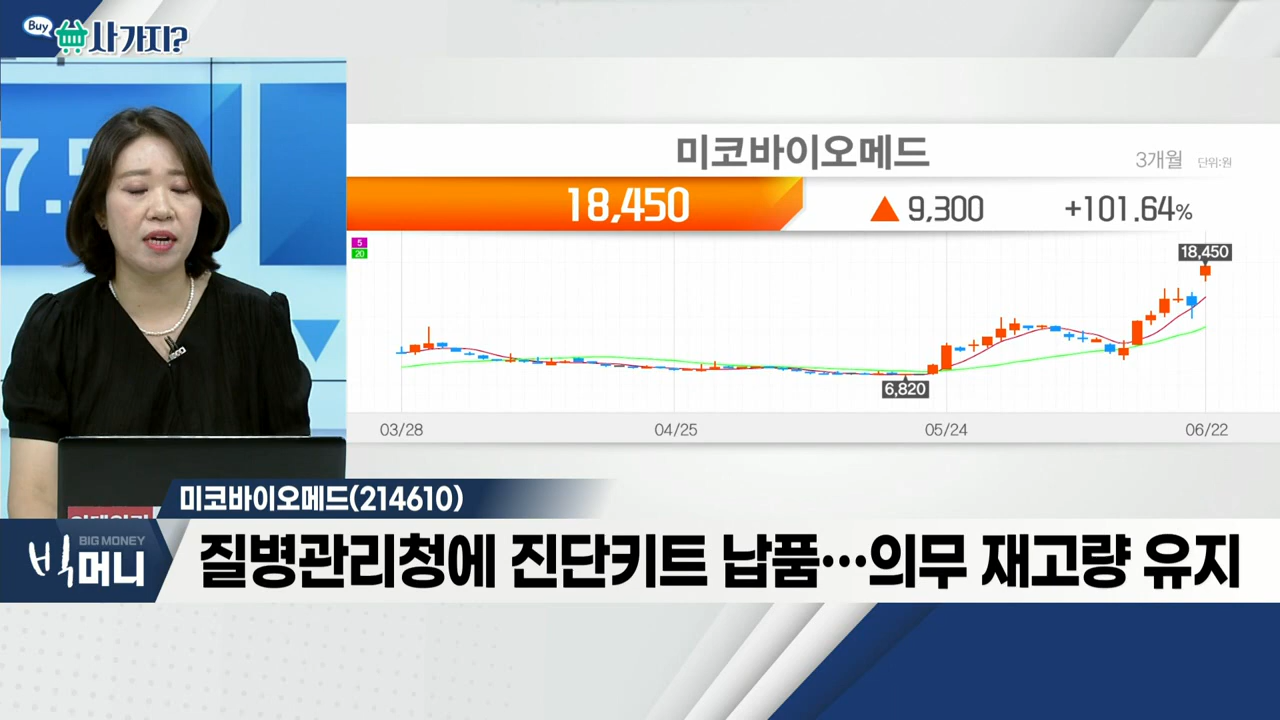 Buy 사가지?
7.5
미코바이오메드
3개월 단위:원
18,450 ▲ 9,300 +101.64%
5
20
18,450
6,820
03/28 04/25 05/24 06/22
미코바이오메드(214610)
BIG MONEY
빅머니
질병관리청에 진단키트 납품…의무 재고량 유지